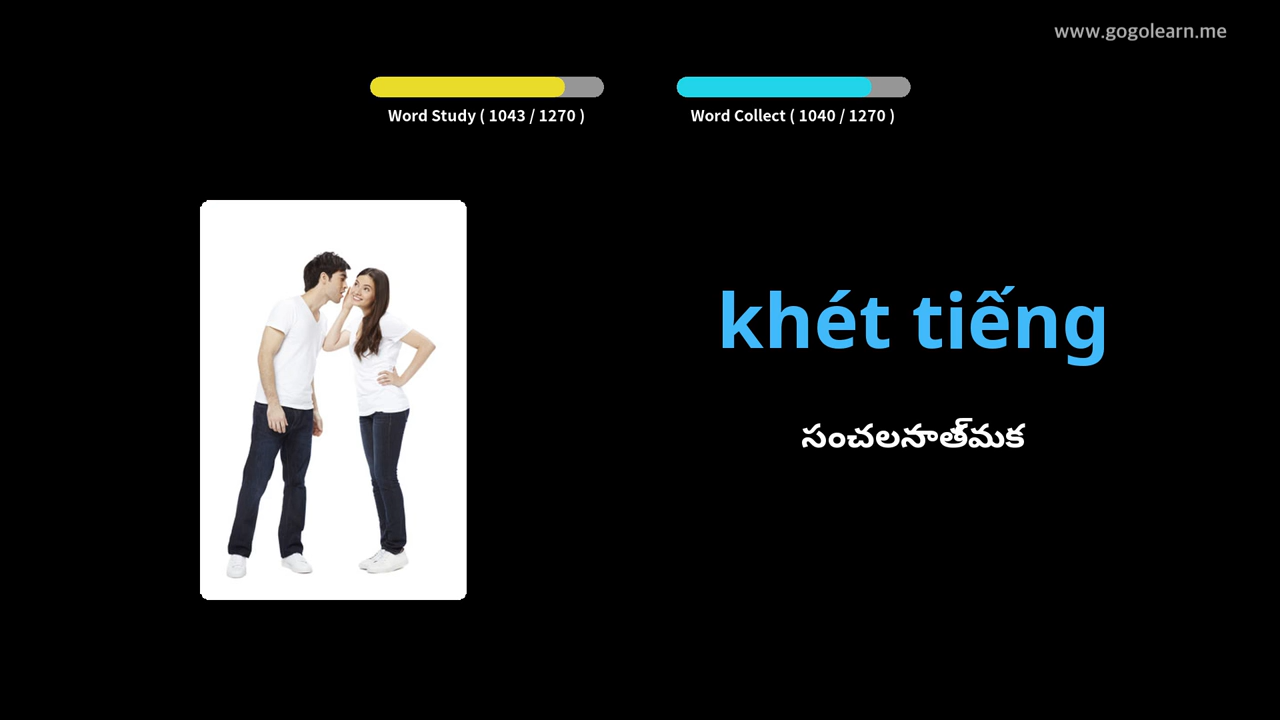 www.gogolearn.me
Word Study ( 1043 / 1270 )
Word Collect ( 1040 / 1270 )
khét tiếng
సంచలనాత్మక